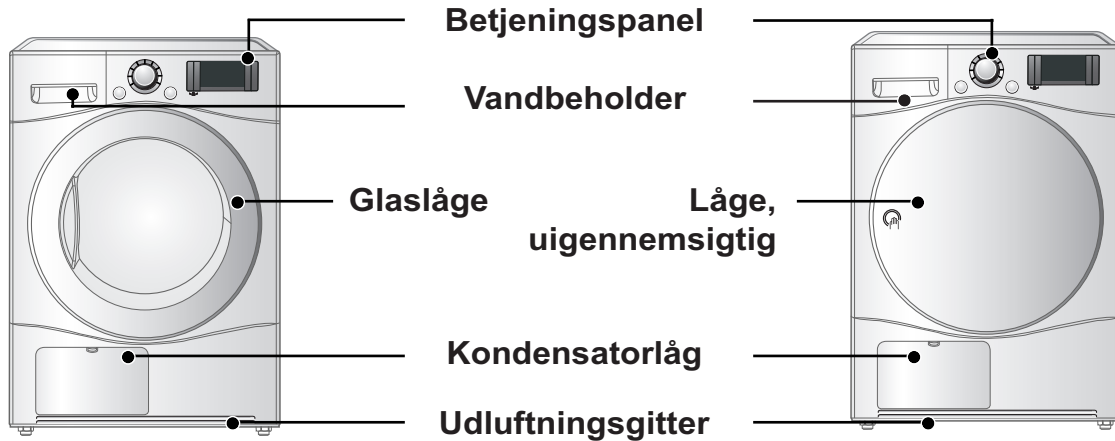 Betjeningspanel
Vandbeholder
Glaslåge
Låge,
uigennemsigtig
Kondensatorlåg
Udluftningsgitter